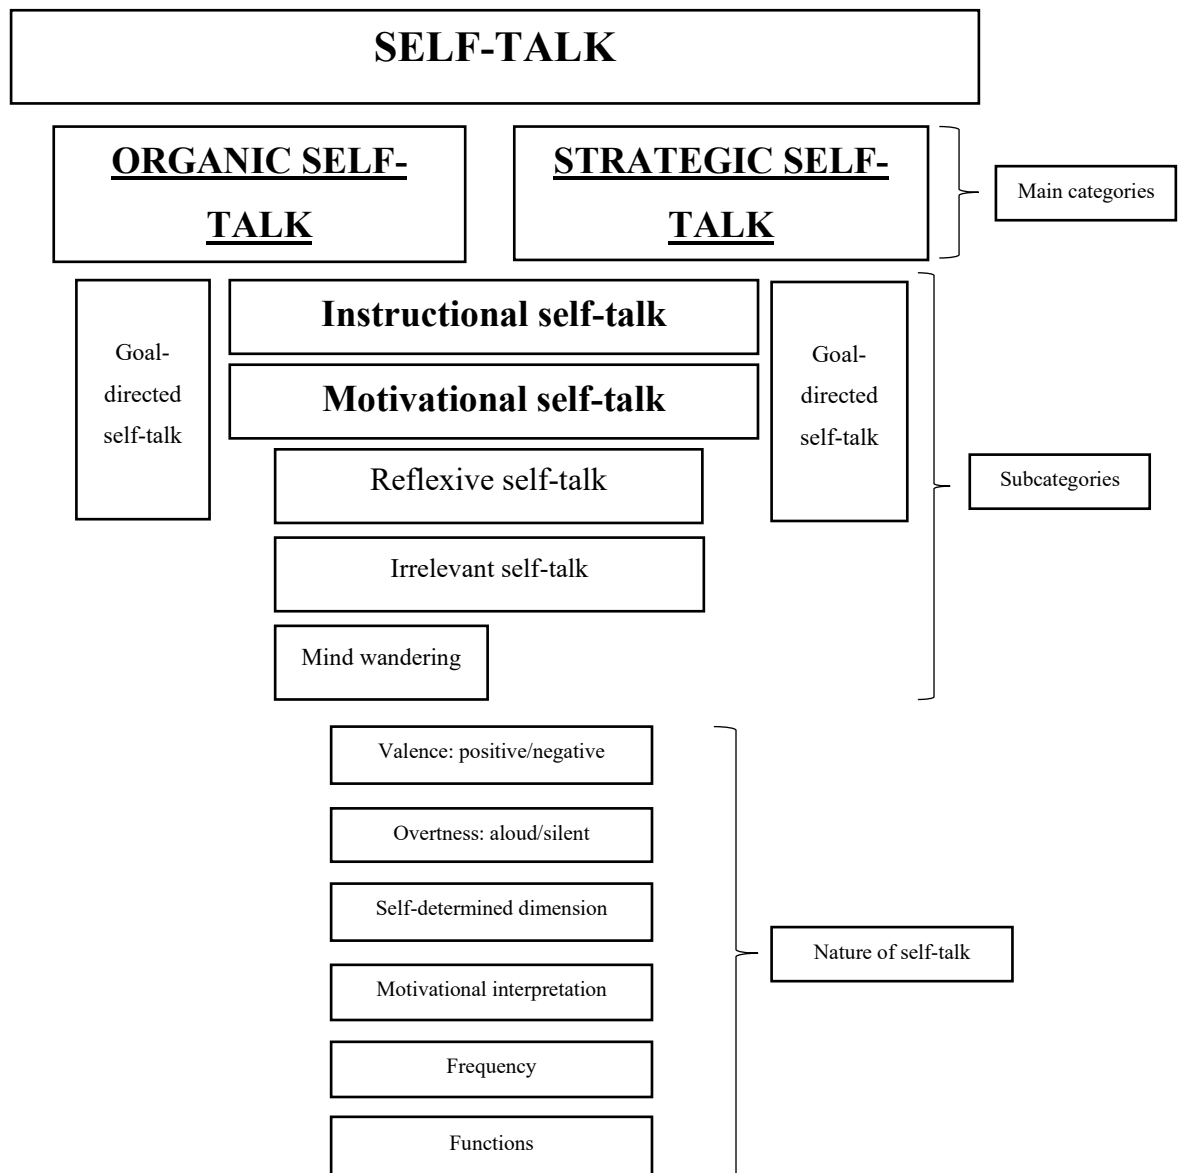 SELF-TALK
ORGANIC SELF-
TALK
STRATEGIC SELF-
TALK
Main categories
Goal-
directed
self-talk
Instructional self-talk
Motivational self-talk
Reflexive self-talk
Irrelevant self-talk
Mind wandering
Goal-
directed
self-talk
Subcategories
Valence: positive/negative
Overtness: aloud/silent
Self-determined dimension
Motivational interpretation
Frequency
Functions
Nature of self-talk